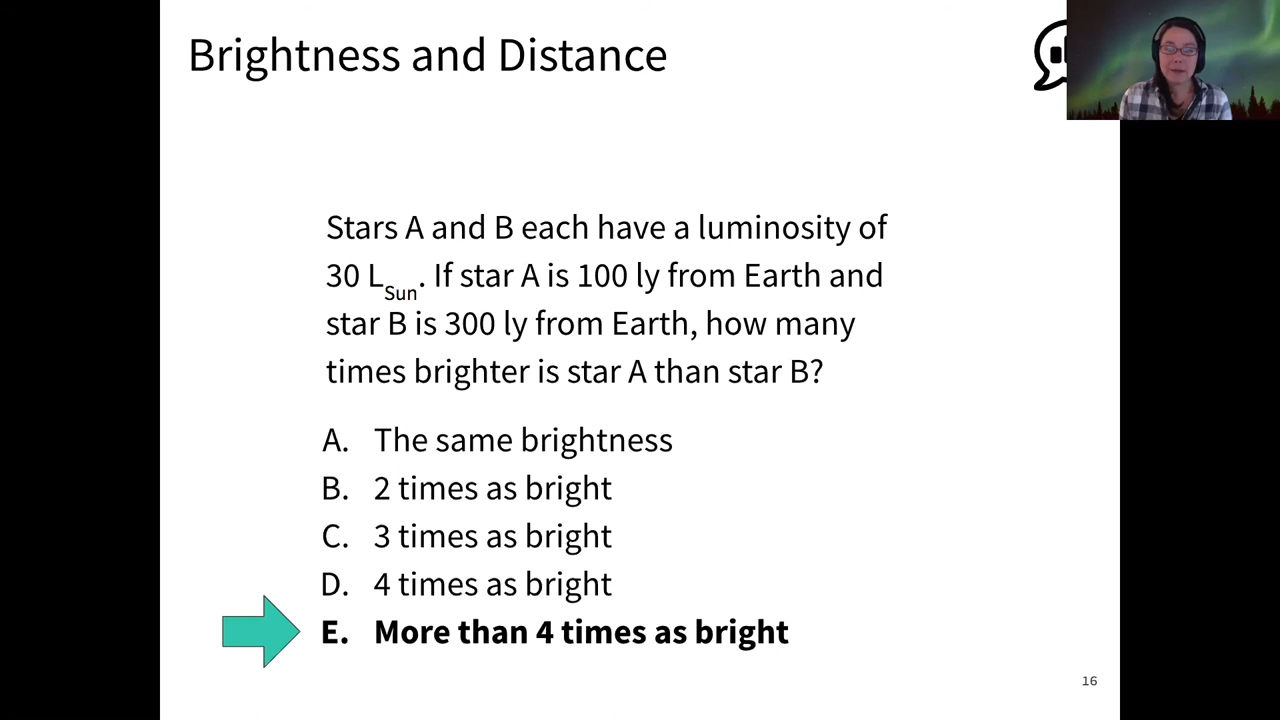 Brightness and Distance
Stars A and B each have a luminosity of
30 L_Sun. If star A is 100 ly from Earth and
star B is 300 ly from Earth, how many
times brighter is star A than star B?
A. The same brightness
B. 2 times as bright
C. 3 times as bright
D. 4 times as bright
E. More than 4 times as bright
16